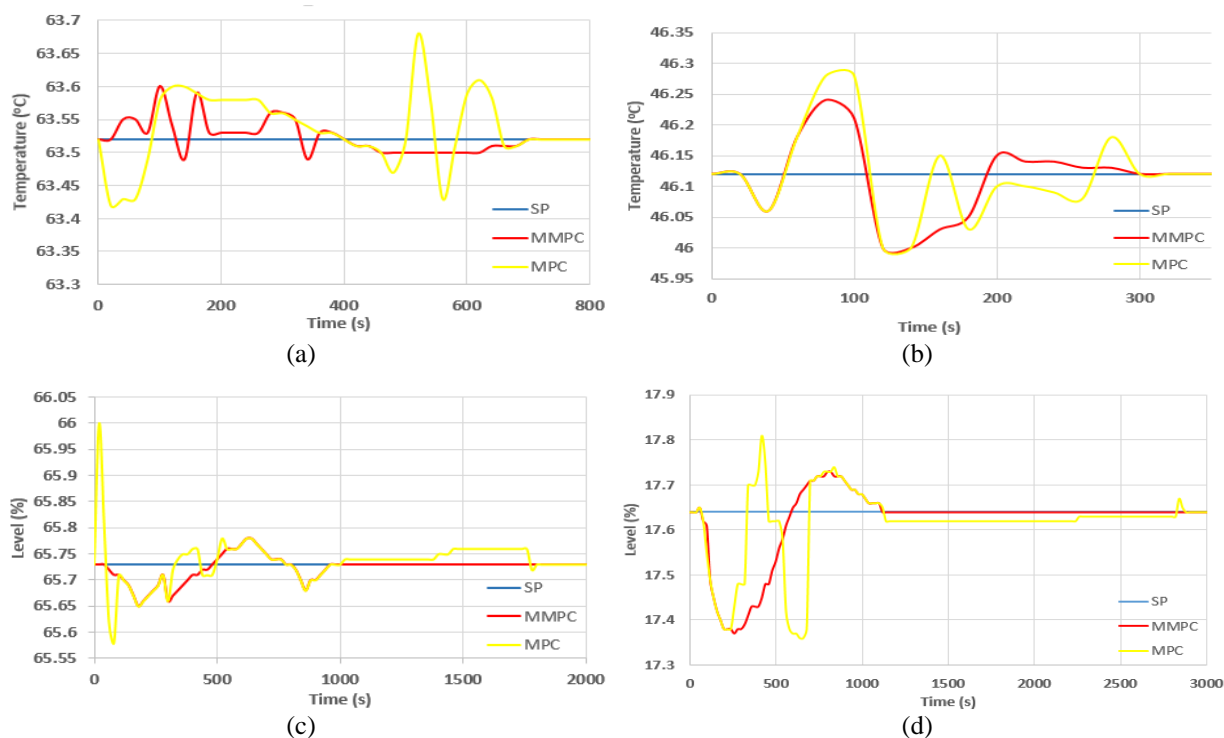 63.7
63.65
63.6
63.55
63.5
63.45
63.4
63.35
63.3
Temperature (ºC)
0 200 400 600 800
Time (s)
SP
MMPC
MPC
(a)
46.35
46.3
46.25
46.2
46.15
46.1
46.05
46
45.95
Temperature (ºC)
0 100 200 300
Time (s)
SP
MMPC
MPC
(b)
66.05
66
65.95
65.9
65.85
65.8
65.75
65.7
65.65
65.6
65.55
Level (%)
0 500 1000 1500 2000
Time (s)
SP
MMPC
MPC
(c)
17.9
17.8
17.7
17.6
17.5
17.4
17.3
Level (%)
0 500 1000 1500 2000 2500 3000
Time (s)
SP
MMPC
MPC
(d)